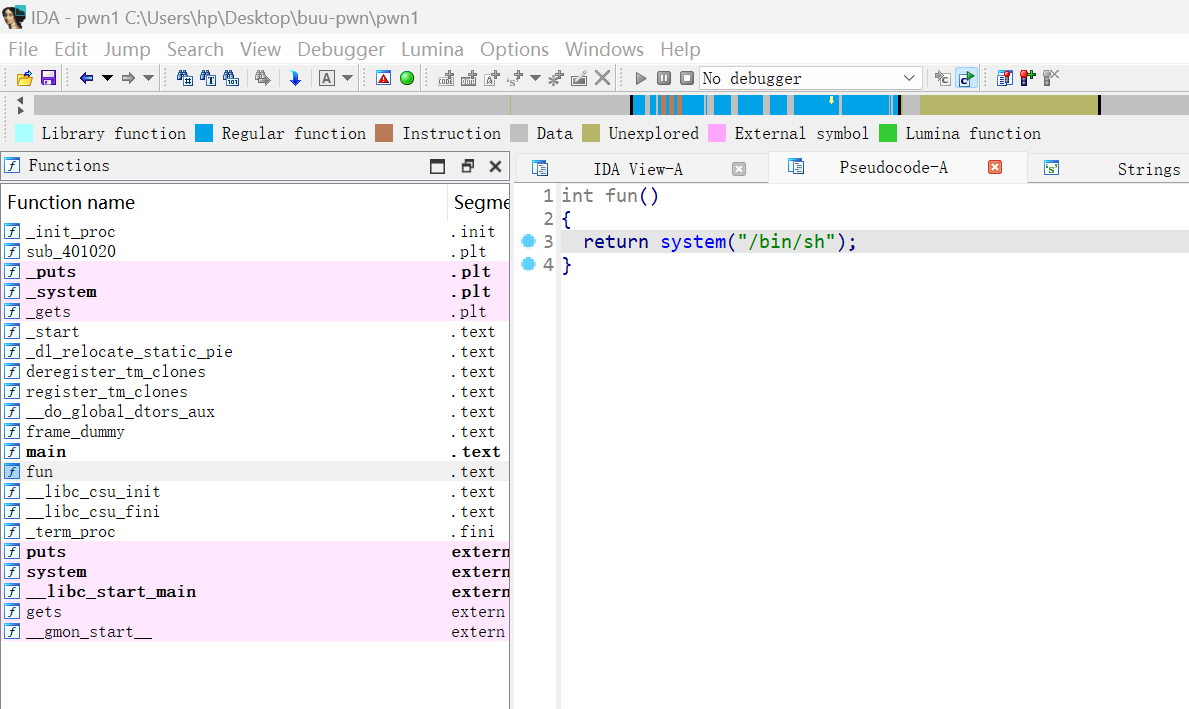 IDA - pwn1 C:\Users\hp\Desktop\buu-pwn\pwn1
File Edit Jump Search View Debugger Lumina Options Windows Help
No debugger
Library function Regular function Instruction Data Unexplored External symbol Lumina function
Functions
IDA View-A Pseudocode-A Strings
Function name Segme
_init_proc .init
sub_401020 .plt
_puts .plt
_system .plt
_gets .plt
_start .text
_dl_relocate_static_pie .text
deregister_tm_clones .text
register_tm_clones .text
__do_global_dtors_aux .text
frame_dummy .text
main .text
fun .text
__libc_csu_init .text
__libc_csu_fini .text
_term_proc .fini
puts extern
system extern
__libc_start_main extern
gets extern
__gmon_start__ extern
1 int fun()
2 {
3 return system("/bin/sh");
4 }